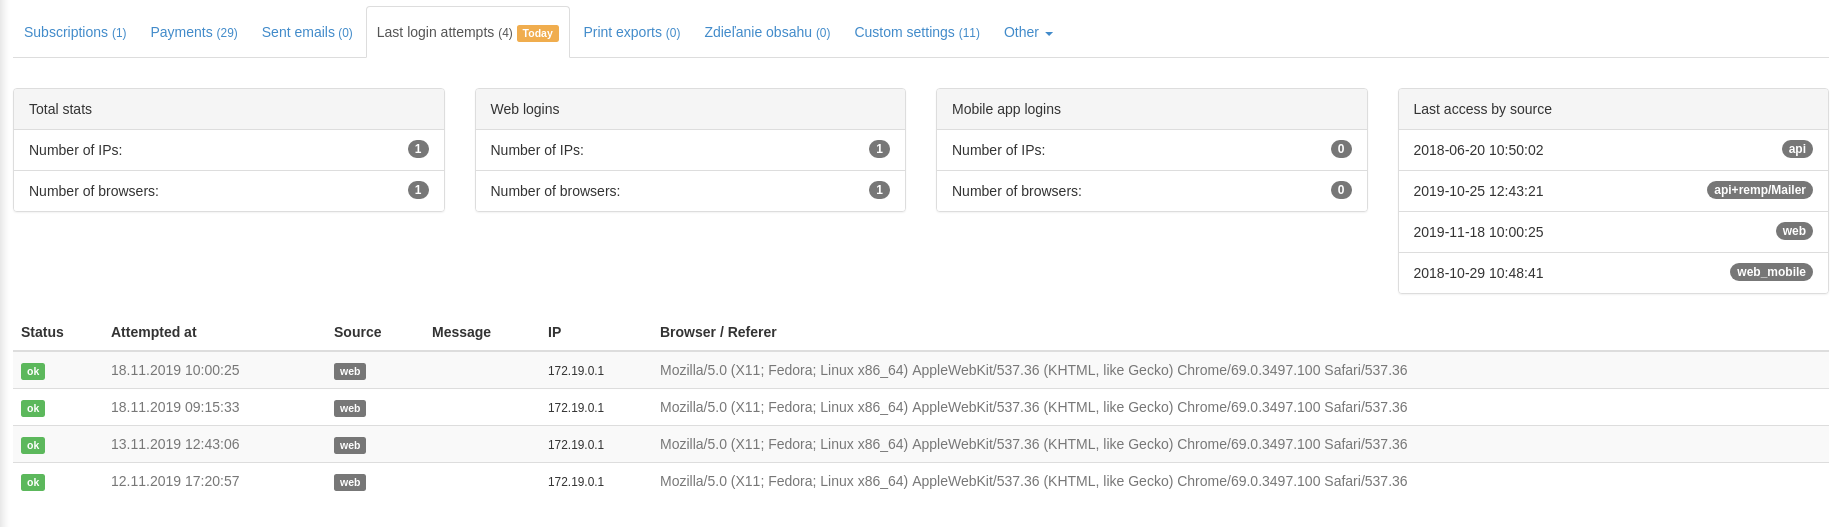 Subscriptions (1) Payments (29) Sent emails (0) Last login attempts (4) Today Print exports (0) Zdieľanie obsahu (0) Custom settings (11) Other
Total stats
Number of IPs: 1
Number of browsers: 1
Web logins
Number of IPs: 1
Number of browsers: 1
Mobile app logins
Number of IPs: 0
Number of browsers: 0
Last access by source
2018-06-20 10:50:02 api
2019-10-25 12:43:21 api+remp/Mailer
2019-11-18 10:00:25 web
2018-10-29 10:48:41 web_mobile
Status Attempted at Source Message IP Browser / Referer
ok 18.11.2019 10:00:25 web 172.19.0.1 Mozilla/5.0 (X11; Fedora; Linux x86_64) AppleWebKit/537.36 (KHTML, like Gecko) Chrome/69.0.3497.100 Safari/537.36
ok 18.11.2019 09:15:33 web 172.19.0.1 Mozilla/5.0 (X11; Fedora; Linux x86_64) AppleWebKit/537.36 (KHTML, like Gecko) Chrome/69.0.3497.100 Safari/537.36
ok 13.11.2019 12:43:06 web 172.19.0.1 Mozilla/5.0 (X11; Fedora; Linux x86_64) AppleWebKit/537.36 (KHTML, like Gecko) Chrome/69.0.3497.100 Safari/537.36
ok 12.11.2019 17:20:57 web 172.19.0.1 Mozilla/5.0 (X11; Fedora; Linux x86_64) AppleWebKit/537.36 (KHTML, like Gecko) Chrome/69.0.3497.100 Safari/537.36